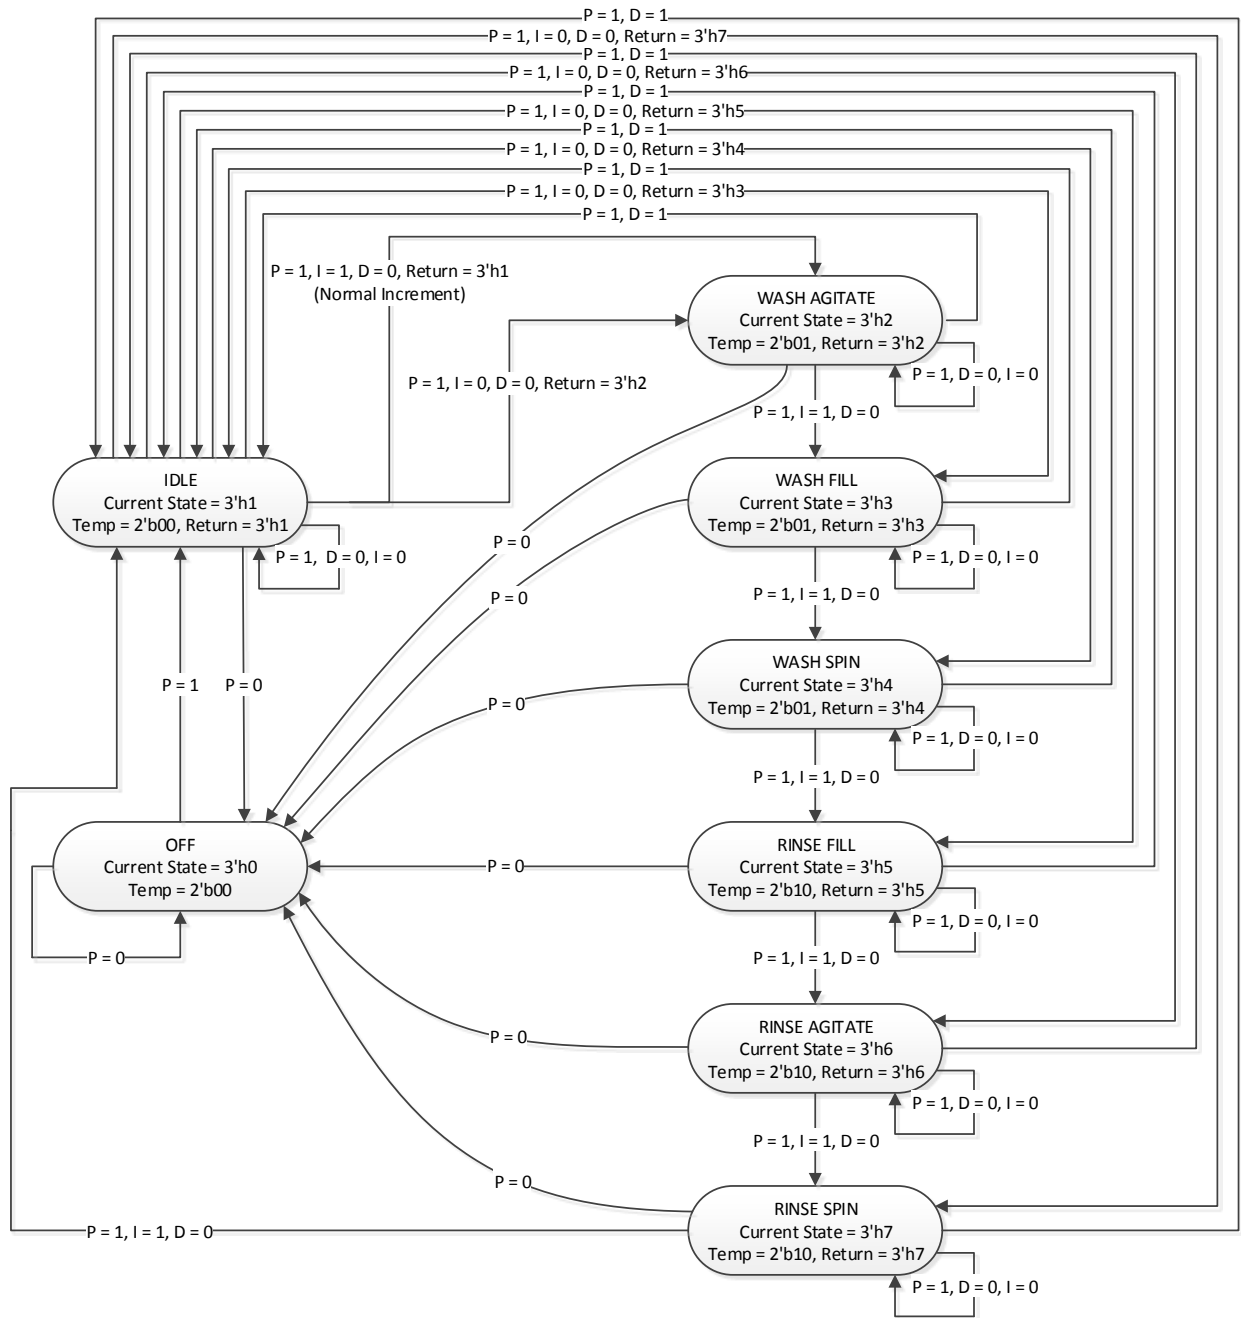 P = 1, D = 1
P = 1, I = 0, D = 0, Return = 3'h7
P = 1, D = 1
P = 1, I = 0, D = 0, Return = 3'h6
P = 1, D = 1
P = 1, I = 0, D = 0, Return = 3'h5
P = 1, D = 1
P = 1, I = 0, D = 0, Return = 3'h4
P = 1, D = 1
P = 1, I = 0, D = 0, Return = 3'h3
P = 1, D = 1
P = 1, I = 1, D = 0, Return = 3'h1
(Normal Increment)
WASH AGITATE
Current State = 3'h2
Temp = 2'b01, Return = 3'h2
P = 1, D = 0, I = 0
P = 1, I = 0, D = 0, Return = 3'h2
P = 1, I = 1, D = 0
IDLE
Current State = 3'h1
Temp = 2'b00, Return = 3'h1
P = 1,  D = 0, I = 0
WASH FILL
Current State = 3'h3
Temp = 2'b01, Return = 3'h3
P = 1, D = 0, I = 0
P = 0
P = 0
P = 1, I = 1, D = 0
WASH SPIN
Current State = 3'h4
Temp = 2'b01, Return = 3'h4
P = 1, D = 0, I = 0
P = 1
P = 0
P = 0
P = 1, I = 1, D = 0
OFF
Current State = 3'h0
Temp = 2'b00
P = 0
P = 0
RINSE FILL
Current State = 3'h5
Temp = 2'b10, Return = 3'h5
P = 1, D = 0, I = 0
P = 1, I = 1, D = 0
RINSE AGITATE
Current State = 3'h6
Temp = 2'b10, Return = 3'h6
P = 1, D = 0, I = 0
P = 0
P = 1, I = 1, D = 0
P = 0
RINSE SPIN
Current State = 3'h7
Temp = 2'b10, Return = 3'h7
P = 1, D = 0, I = 0
P = 1, I = 1, D = 0